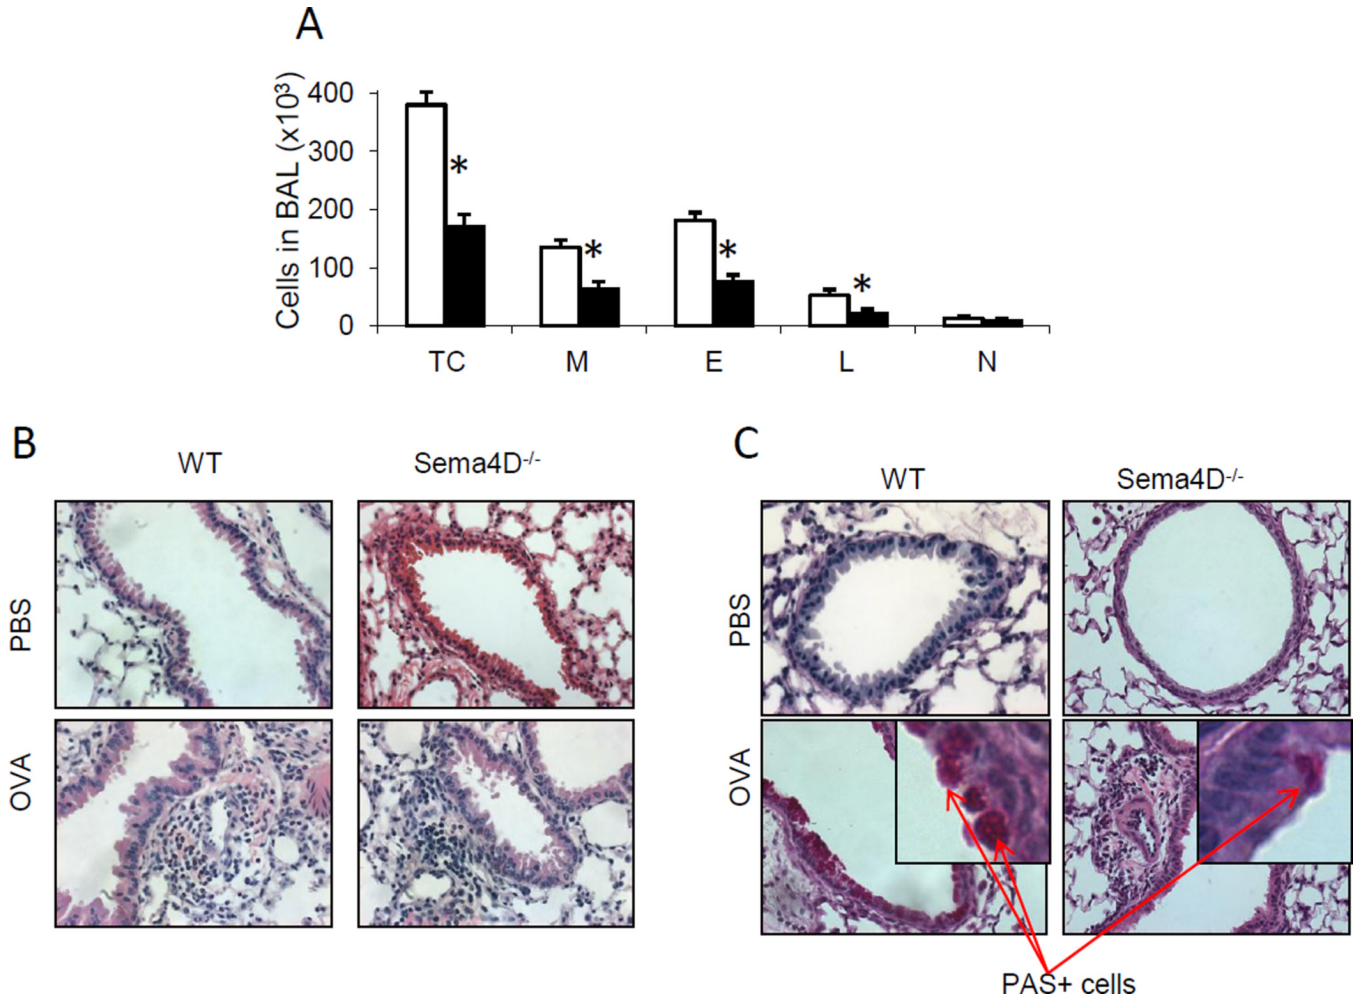 A
Cells in BAL (x10³)
400
300
200
100
0
*
*
*
*
TC M E L N
B
WT Sema4D-/-
PBS
OVA
C
WT Sema4D-/-
PBS
OVA
PAS+ cells